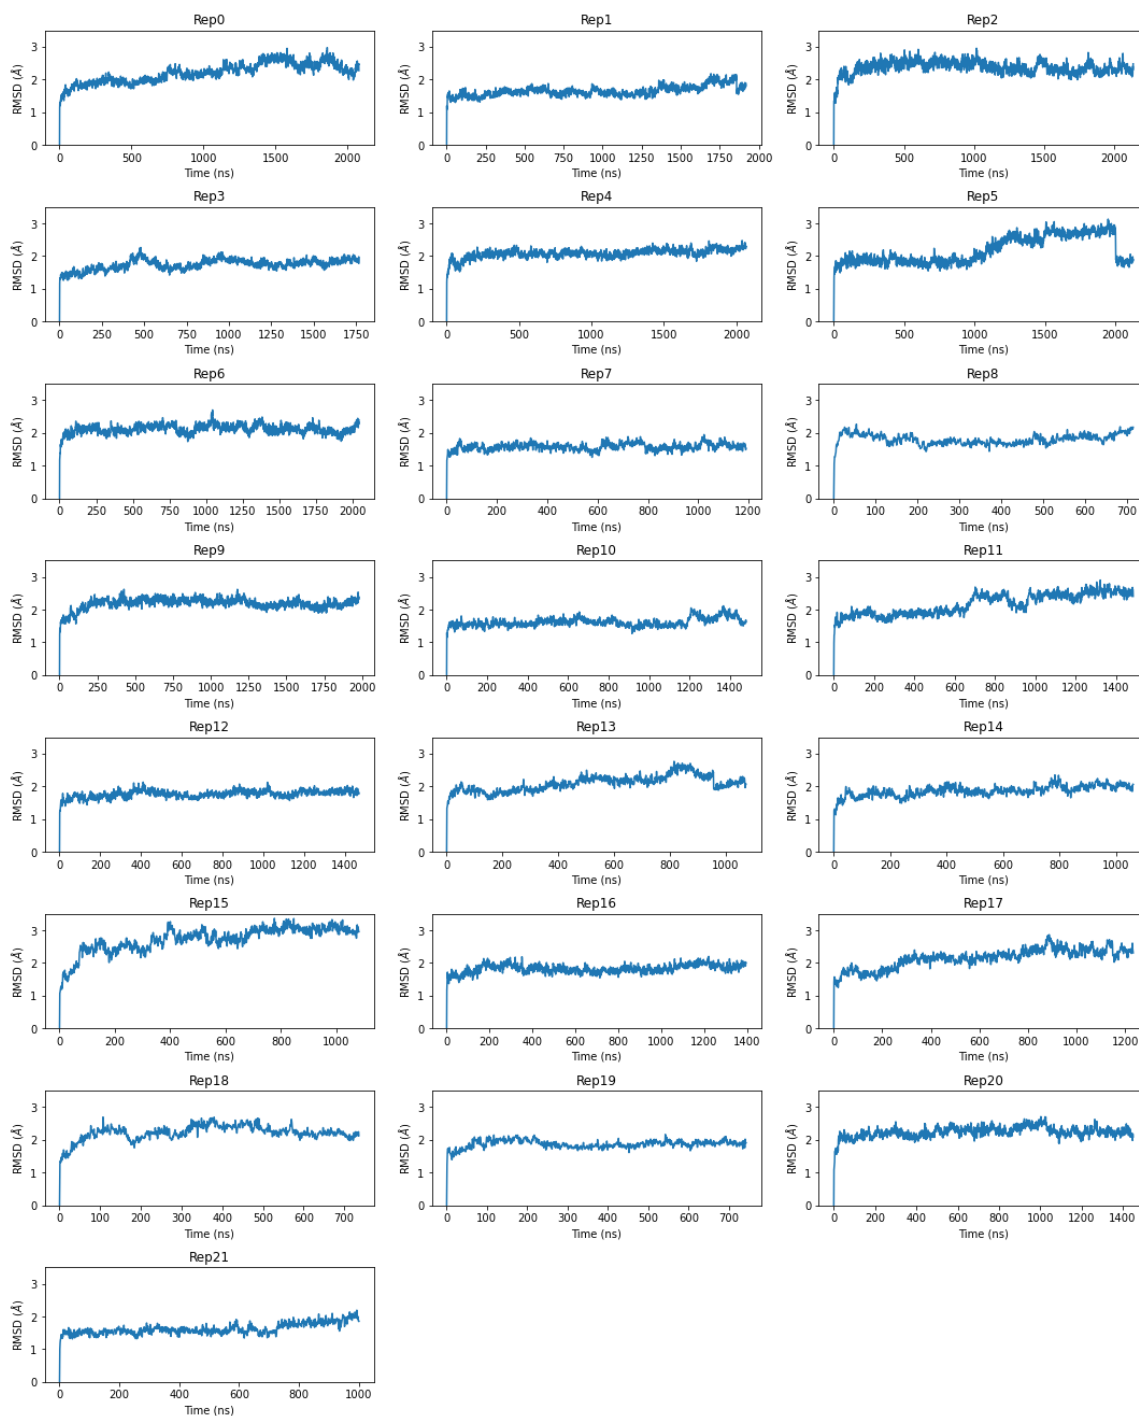 Rep0
RMSD (Å)
3
2
1
0
0 500 1000 1500 2000
Time (ns)
Rep1
RMSD (Å)
3
2
1
0
0 250 500 750 1000 1250 1500 1750 2000
Time (ns)
Rep2
RMSD (Å)
3
2
1
0
0 500 1000 1500 2000
Time (ns)
Rep3
RMSD (Å)
3
2
1
0
0 250 500 750 1000 1250 1500 1750
Time (ns)
Rep4
RMSD (Å)
3
2
1
0
0 500 1000 1500 2000
Time (ns)
Rep5
RMSD (Å)
3
2
1
0
0 500 1000 1500 2000
Time (ns)
Rep6
RMSD (Å)
3
2
1
0
0 250 500 750 1000 1250 1500 1750 2000
Time (ns)
Rep7
RMSD (Å)
3
2
1
0
0 200 400 600 800 1000 1200
Time (ns)
Rep8
RMSD (Å)
3
2
1
0
0 100 200 300 400 500 600 700
Time (ns)
Rep9
RMSD (Å)
3
2
1
0
0 250 500 750 1000 1250 1500 1750 2000
Time (ns)
Rep10
RMSD (Å)
3
2
1
0
0 200 400 600 800 1000 1200 1400
Time (ns)
Rep11
RMSD (Å)
3
2
1
0
0 200 400 600 800 1000 1200 1400
Time (ns)
Rep12
RMSD (Å)
3
2
1
0
0 200 400 600 800 1000 1200 1400
Time (ns)
Rep13
RMSD (Å)
3
2
1
0
0 200 400 600 800 1000
Time (ns)
Rep14
RMSD (Å)
3
2
1
0
0 200 400 600 800 1000
Time (ns)
Rep15
RMSD (Å)
3
2
1
0
0 200 400 600 800 1000
Time (ns)
Rep16
RMSD (Å)
3
2
1
0
0 200 400 600 800 1000 1200 1400
Time (ns)
Rep17
RMSD (Å)
3
2
1
0
0 200 400 600 800 1000 1200
Time (ns)
Rep18
RMSD (Å)
3
2
1
0
0 100 200 300 400 500 600 700
Time (ns)
Rep19
RMSD (Å)
3
2
1
0
0 100 200 300 400 500 600 700
Time (ns)
Rep20
RMSD (Å)
3
2
1
0
0 200 400 600 800 1000 1200 1400
Time (ns)
Rep21
RMSD (Å)
3
2
1
0
0 200 400 600 800 1000
Time (ns)